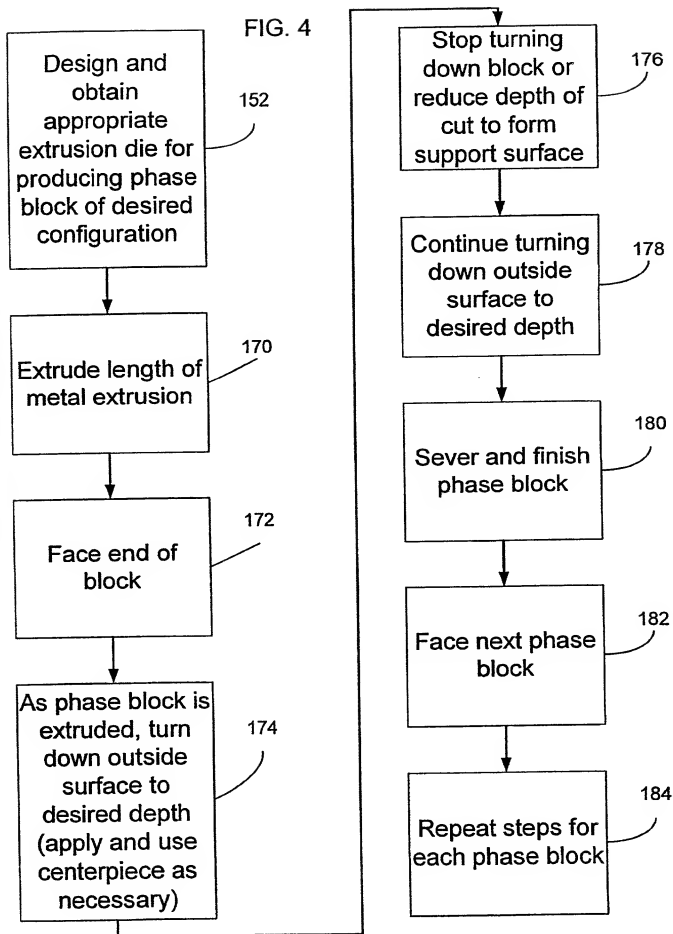 FIG. 4
Design and
obtain
appropriate
extrusion die for
producing phase
block of desired
configuration
152
Extrude length of
metal extrusion
170
Face end of
block
172
As phase block is
extruded, turn
down outside
surface to
desired depth
(apply and use
centerpiece as
necessary)
174
Stop turning
down block or
reduce depth of
cut to form
support surface
176
Continue turning
down outside
surface to
desired depth
178
Sever and finish
phase block
180
Face next phase
block
182
Repeat steps for
each phase block
184